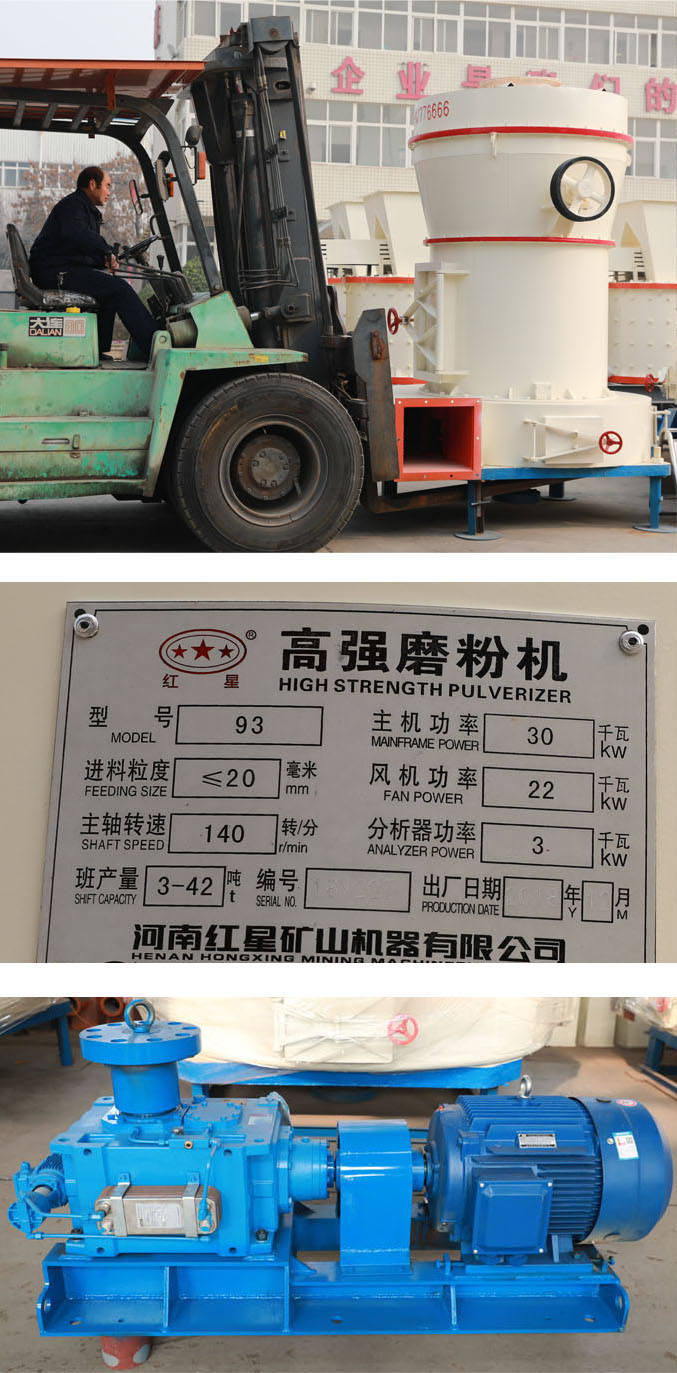 企业是我们的
776666
大连
DALIAN
红 星
®
高强磨粉机
HIGH STRENGTH PULVERIZER
型 号
MODEL
93
主机功率
MAINFRAME POWER
30
千瓦
kw
进料粒度
FEEDING SIZE
≤20
毫米
mm
风机功率
FAN POWER
22
千瓦
kw
主轴转速
SHAFT SPEED
140
转/分
r/min
分析器功率
ANALYZER POWER
3
千瓦
kw
班产量
SHIFT CAPACITY
3-42
吨
t
编号
SERIAL NO.
出厂日期
PRODUCTION DATE
年
Y
月
M
河南红星矿山机器有限公司
HENAN HONGXING MINING MACHINERY